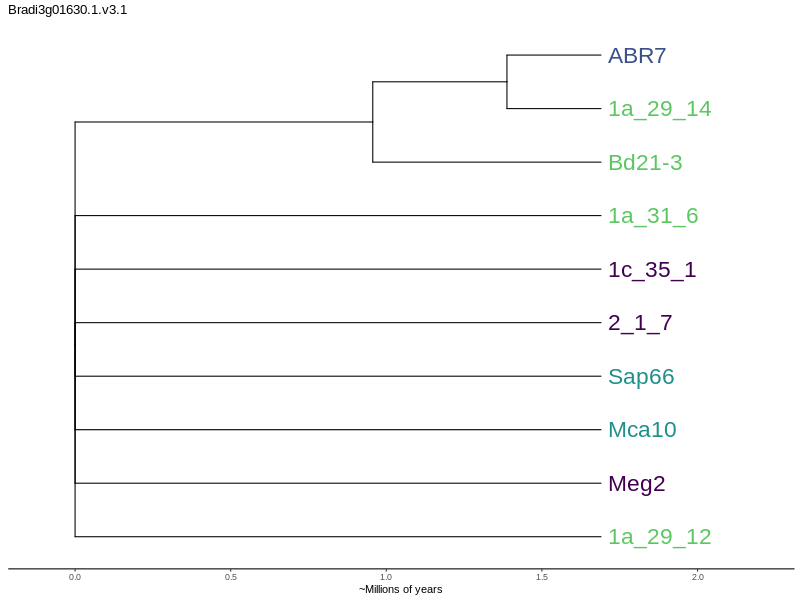 Bradi3g01630.1.v3.1
ABR7
1a_29_14
Bd21-3
1a_31_6
1c_35_1
2_1_7
Sap66
Mca10
Meg2
1a_29_12
0.0 0.5 1.0 1.5 2.0
~Millions of years